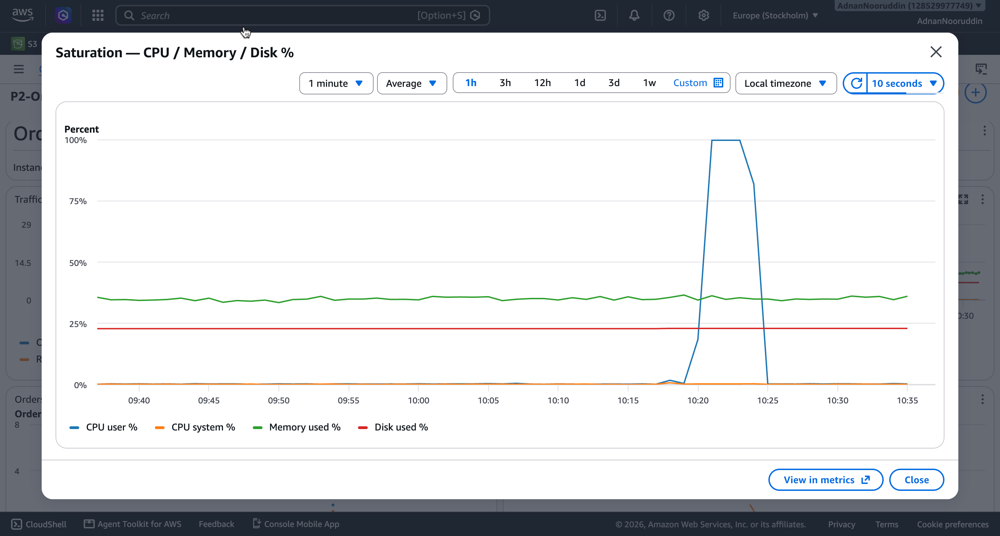 aws
Search [Option+S]
Europe (Stockholm)
AdnanNooruddin (128529977749)
AdnanNooruddin
S3
Saturation — CPU / Memory / Disk %
1 minute
Average
1h 3h 12h 1d 3d 1w Custom
Local timezone
10 seconds
Percent
100%
75%
50%
25%
0%
09:40 09:45 09:50 09:55 10:00 10:05 10:10 10:15 10:20 10:25 10:30 10:35
CPU user % CPU system % Memory used % Disk used %
View in metrics
Close
P2-O
Ord
Instan
Traffic
29
14.5
0
0:30
Orders
Order
8
4
CloudShell
Agent Toolkit for AWS
Feedback
Console Mobile App
© 2026, Amazon Web Services, Inc. or its affiliates.
Privacy
Terms
Cookie preferences